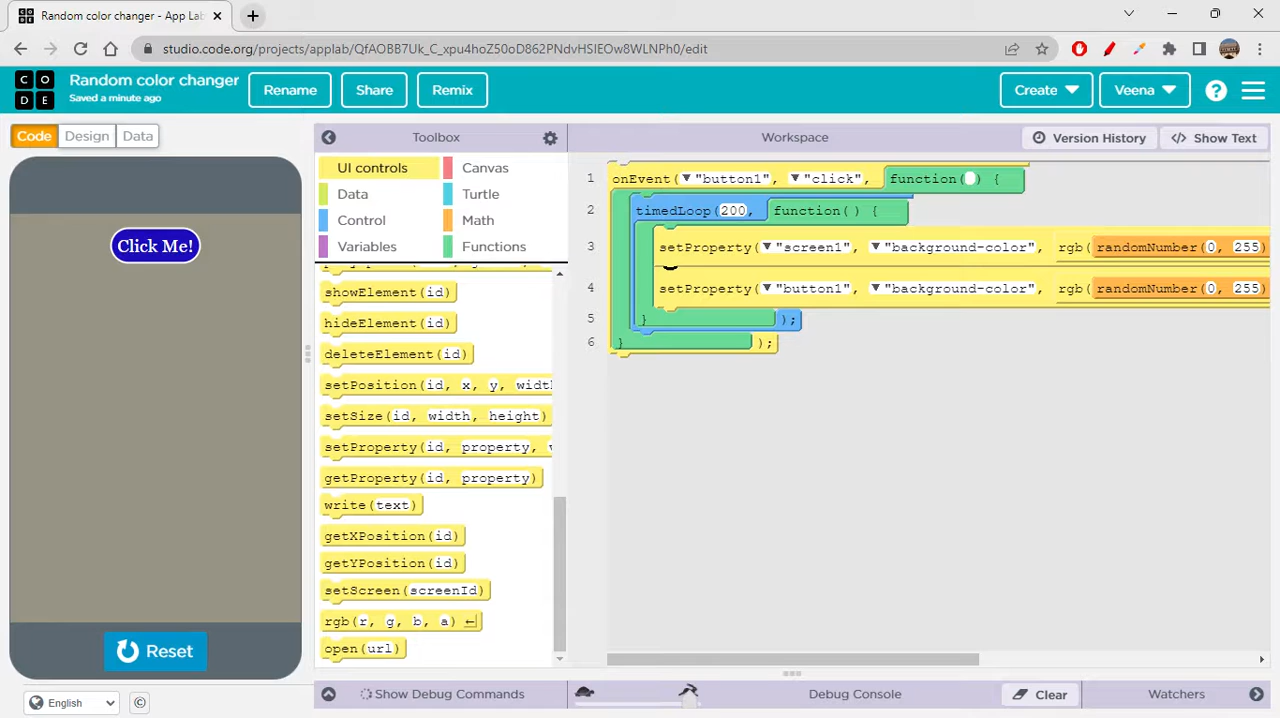 Random color changer - App Lab
studio.code.org/projects/applab/QfAOBB7Uk_C_xpu4hoZ50oD862PNdvHSIEOw8WLNPh0/edit
C O
D E
Random color changer
Saved a minute ago
Rename
Share
Remix
Create
Veena
?
Code
Design
Data
Toolbox
Workspace
Version History
</> Show Text
UI controls
Canvas
Data
Turtle
Control
Math
Variables
Functions
showElement(id)
hideElement(id)
deleteElement(id)
setPosition(id, x, y, widt
setSize(id, width, height)
setProperty(id, property,
getProperty(id, property)
write(text)
getXPosition(id)
getYPosition(id)
setScreen(screenId)
rgb(r, g, b, a)
open(url)
1 onEvent( "button1", "click", function( ) {
2 timedLoop(200, function( ) {
3 setProperty( "screen1", "background-color", rgb( randomNumber(0, 255)
4 setProperty( "button1", "background-color", rgb( randomNumber(0, 255)
5 } );
6 } );
Click Me!
Reset
English
©
Show Debug Commands
Debug Console
Clear
Watchers